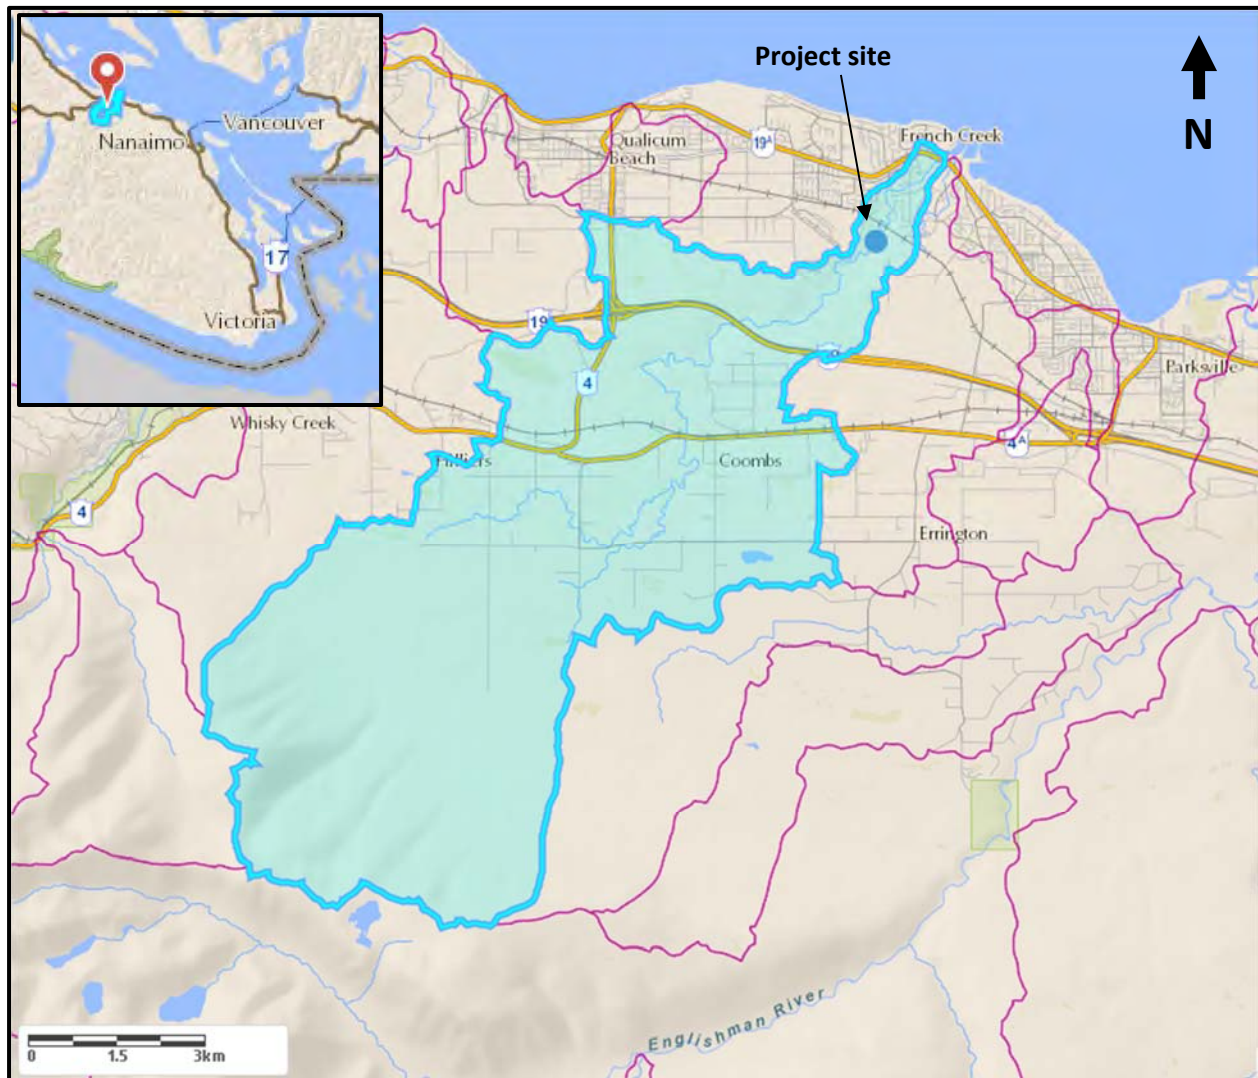 Vancouver
Nanaimo
17
Victoria
Project site
N
French Creek
19A
Qualicum
Beach
19
4
Parksville
Whisky Creek
Hilliers
Coombs
4A
4
Errington
Englishman River
0 1.5 3km